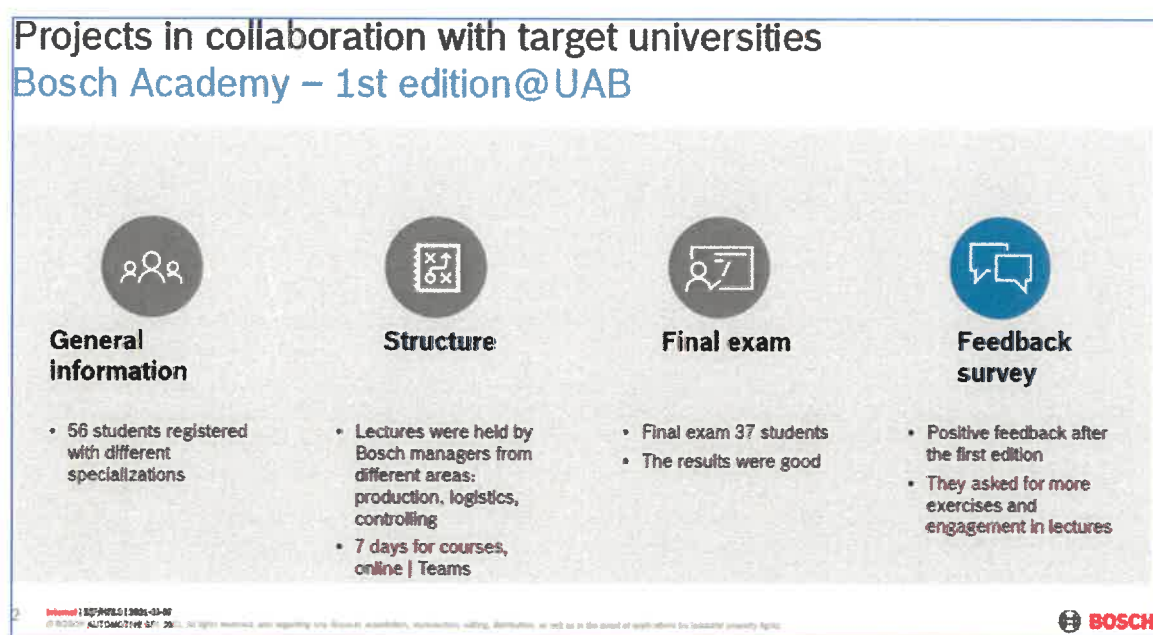 Projects in collaboration with target universities
Bosch Academy – 1st edition@UAB
General
information
• 56 students registered
with different
specializations
Structure
• Lectures were held by
Bosch managers from
different areas:
production, logistics,
controlling
• 7 days for courses,
online | Teams
Final exam
• Final exam 37 students
• The results were good
Feedback
survey
• Positive feedback after
the first edition
• They asked for more
exercises and
engagement in lectures
2
Internal
BOSCH